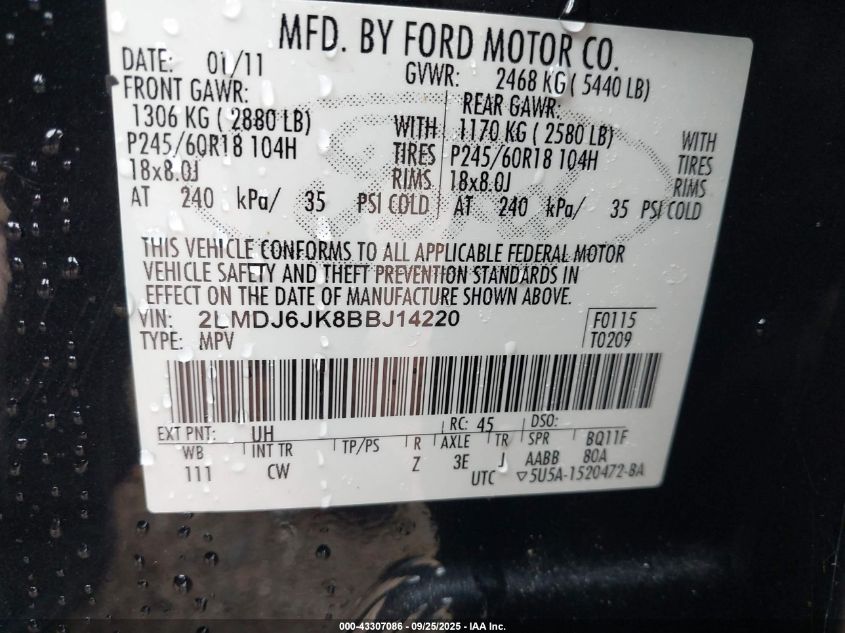 MFD. BY FORD MOTOR CO.
DATE: 01/11 GVWR: 2468 KG ( 5440 LB)
FRONT GAWR: REAR GAWR:
1306 KG ( 2880 LB) WITH 1170 KG ( 2580 LB) WITH
P245/60R18 104H TIRES P245/60R18 104H TIRES
18x8.0J RIMS 18x8.0J RIMS
AT 240 kPa/ 35 PSI COLD AT 240 kPa/ 35 PSI COLD
THIS VEHICLE CONFORMS TO ALL APPLICABLE FEDERAL MOTOR
VEHICLE SAFETY AND THEFT PREVENTION STANDARDS IN
EFFECT ON THE DATE OF MANUFACTURE SHOWN ABOVE.
VIN: 2LMDJ6JK8BBJ14220 F0115
TYPE: MPV T0209
EXT PNT: UH RC: 45 DSO:
WB INT TR TP/PS R AXLE TR SPR BQ11F
111 CW Z 3E J AABB 80A
UTC ▽5U5A-1520472-BA
000-43307086 - 09/25/2025 - IAA Inc.